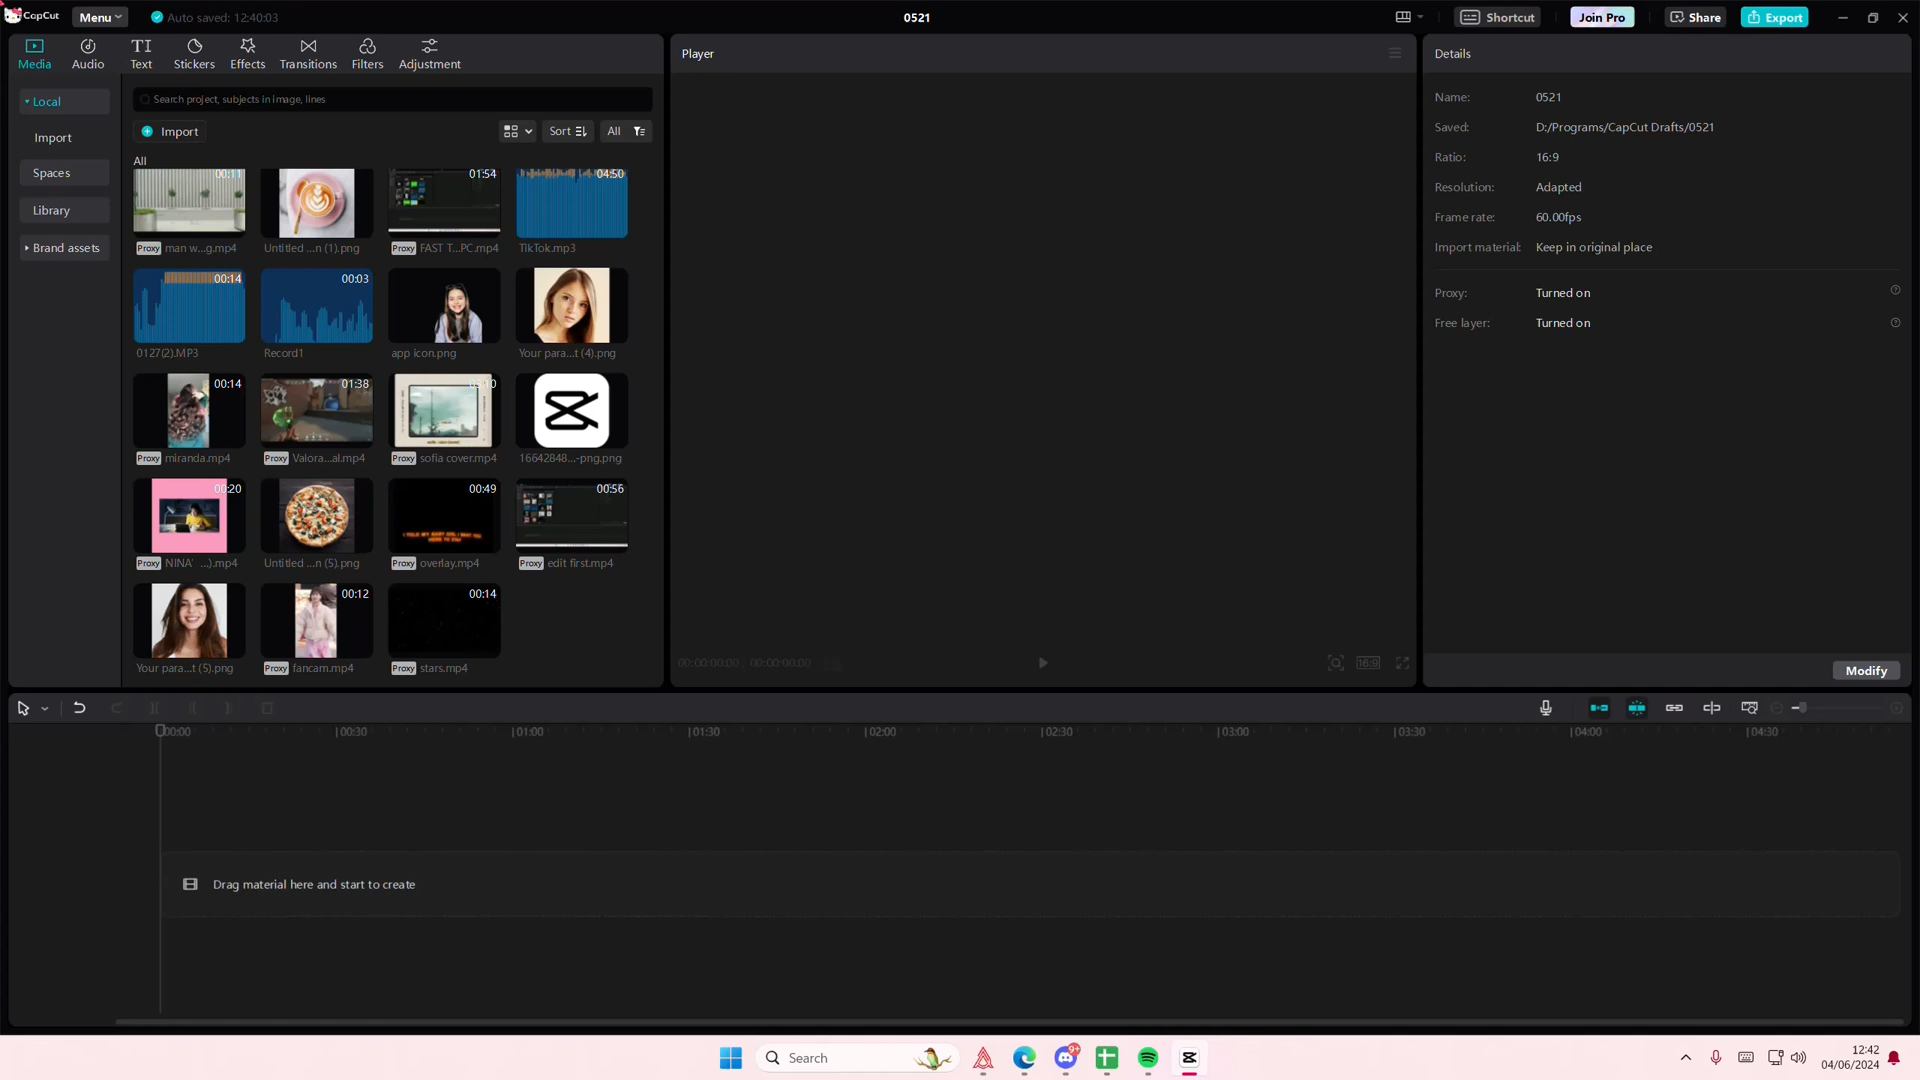 CapCut
Menu
Auto saved: 12:40:03
0521
Shortcut
Join Pro
Share
Export
Media
Audio
TI
Text
Stickers
Effects
Transitions
Filters
Adjustment
Local
Import
Spaces
Library
Brand assets
Search project, subjects in image, lines
Import
Sort
All
All
00:11
01:54
04:50
Proxy man w...g.mp4
Untitled ...n (1).png
Proxy FAST T...PC.mp4
TikTok.mp3
00:14
00:03
0127(2).MP3
Record1
app icon.png
Your para...t (4).png
00:14
01:38
Proxy miranda.mp4
Proxy Valora...al.mp4
Proxy sofia cover.mp4
16642848...-png.png
00:20
00:49
00:56
Proxy NINA' ...).mp4
Untitled ...n (5).png
Proxy overlay.mp4
Proxy edit first.mp4
00:12
00:14
Your para...t (5).png
Proxy fancam.mp4
Proxy stars.mp4
Player
00:00:00:00
00:00:00:00
16:9
Details
Name: 0521
Saved: D:/Programs/CapCut Drafts/0521
Ratio: 16:9
Resolution: Adapted
Frame rate: 60.00fps
Import material: Keep in original place
Proxy: Turned on
Free layer: Turned on
Modify
00:00
00:30
01:00
01:30
02:00
02:30
03:00
03:30
04:00
04:30
Drag material here and start to create
Search
9+
12:42
04/06/2024